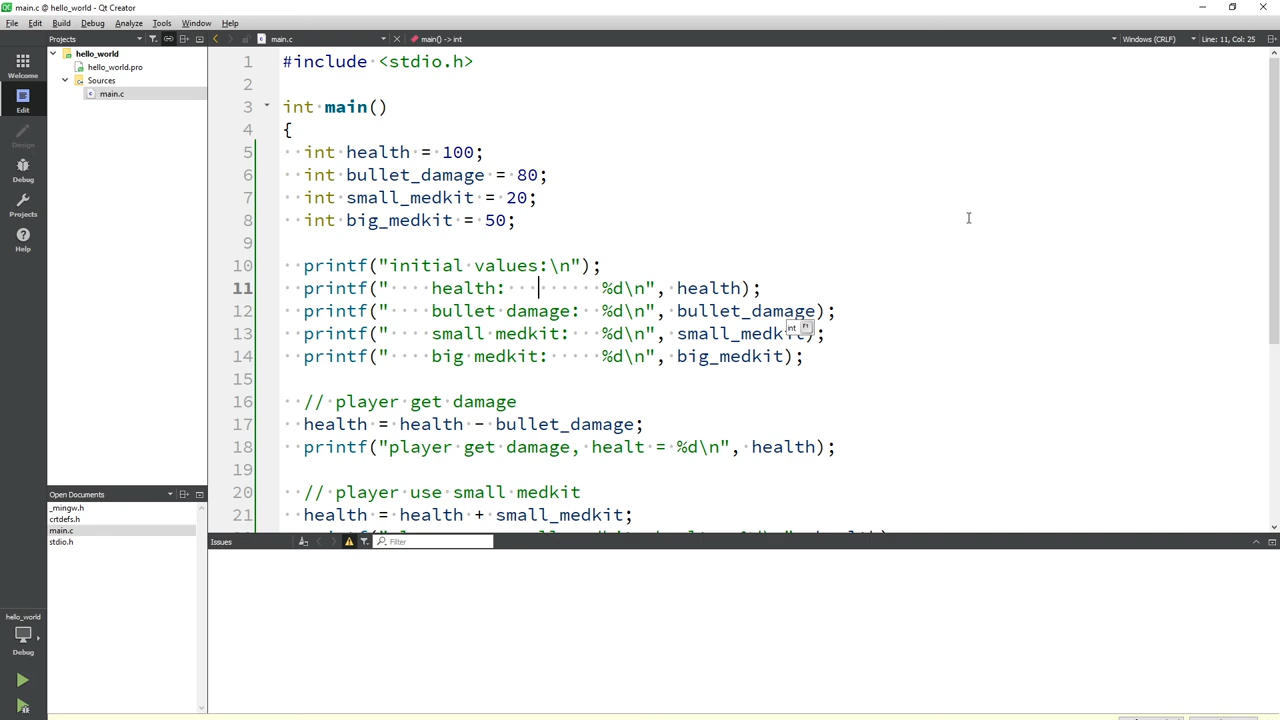 main.c @ hello_world - Qt Creator
File Edit Build Debug Analyze Tools Window Help
Projects main.c main() -> int Windows (CRLF) Line: 11, Col: 25
Welcome
Edit
Design
Debug
Projects
Help
hello_world
hello_world.pro
Sources
main.c
1 #include <stdio.h>
2
3 int main()
4 {
5 int health = 100;
6 int bullet_damage = 80;
7 int small_medkit = 20;
8 int big_medkit = 50;
9
10 printf("initial values:\n");
11 printf("    health:         %d\n", health);
12 printf("    bullet damage:  %d\n", bullet_damage);
int F1
13 printf("    small medkit:   %d\n", small_medkit);
14 printf("    big medkit:     %d\n", big_medkit);
15
16 // player get damage
17 health = health - bullet_damage;
18 printf("player get damage, healt = %d\n", health);
19
20 // player use small medkit
21 health = health + small_medkit;
Open Documents
_mingw.h
crtdefs.h
main.c
stdio.h
Issues Filter
hello_world
Debug